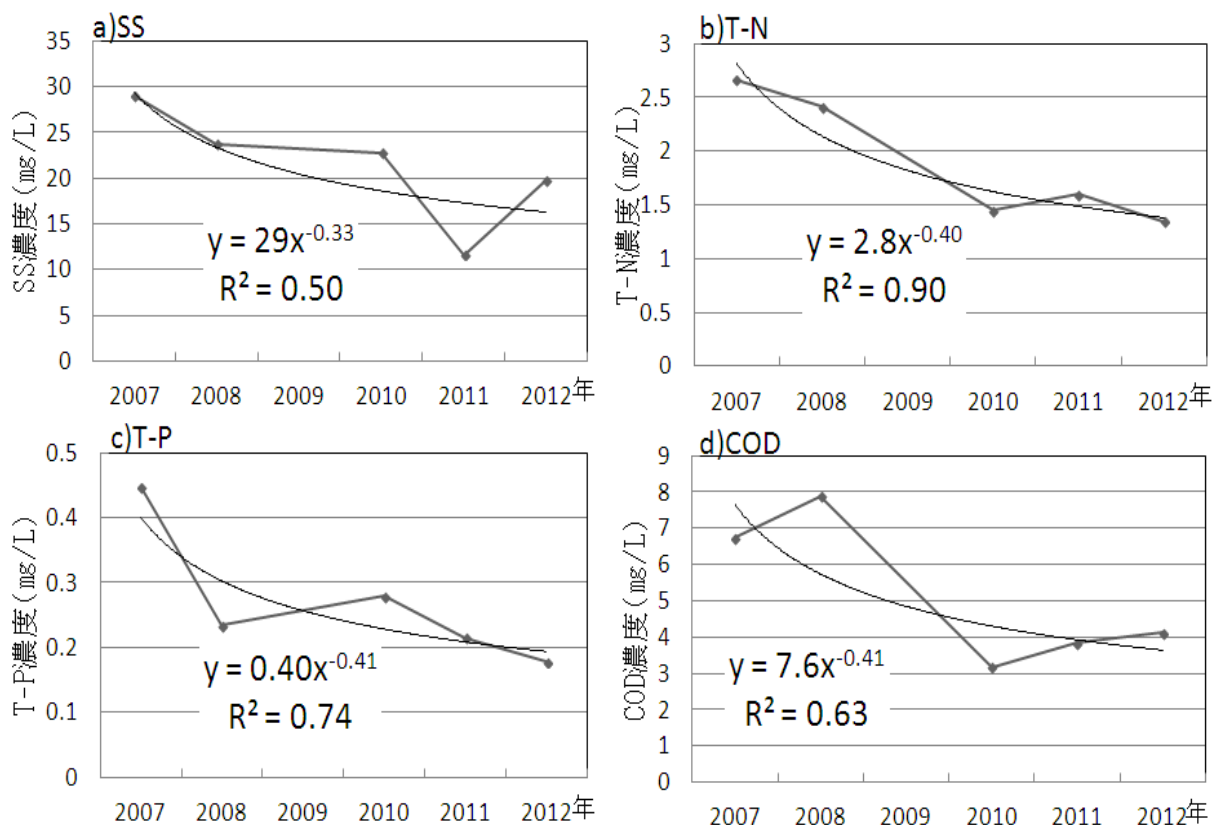 a)SS
SS濃度(mg/L)
35
30
25
20
15
10
5
0
y = 29x^-0.33
R² = 0.50
2007 2008 2009 2010 2011 2012年
b)T-N
T-N濃度(mg/L)
3
2.5
2
1.5
1
0.5
0
y = 2.8x^-0.40
R² = 0.90
2007 2008 2009 2010 2011 2012年
c)T-P
T-P濃度(mg/L)
0.5
0.4
0.3
0.2
0.1
0
y = 0.40x^-0.41
R² = 0.74
2007 2008 2009 2010 2011 2012年
d)COD
COD濃度(mg/L)
9
8
7
6
5
4
3
2
1
0
y = 7.6x^-0.41
R² = 0.63
2007 2008 2009 2010 2011 2012年